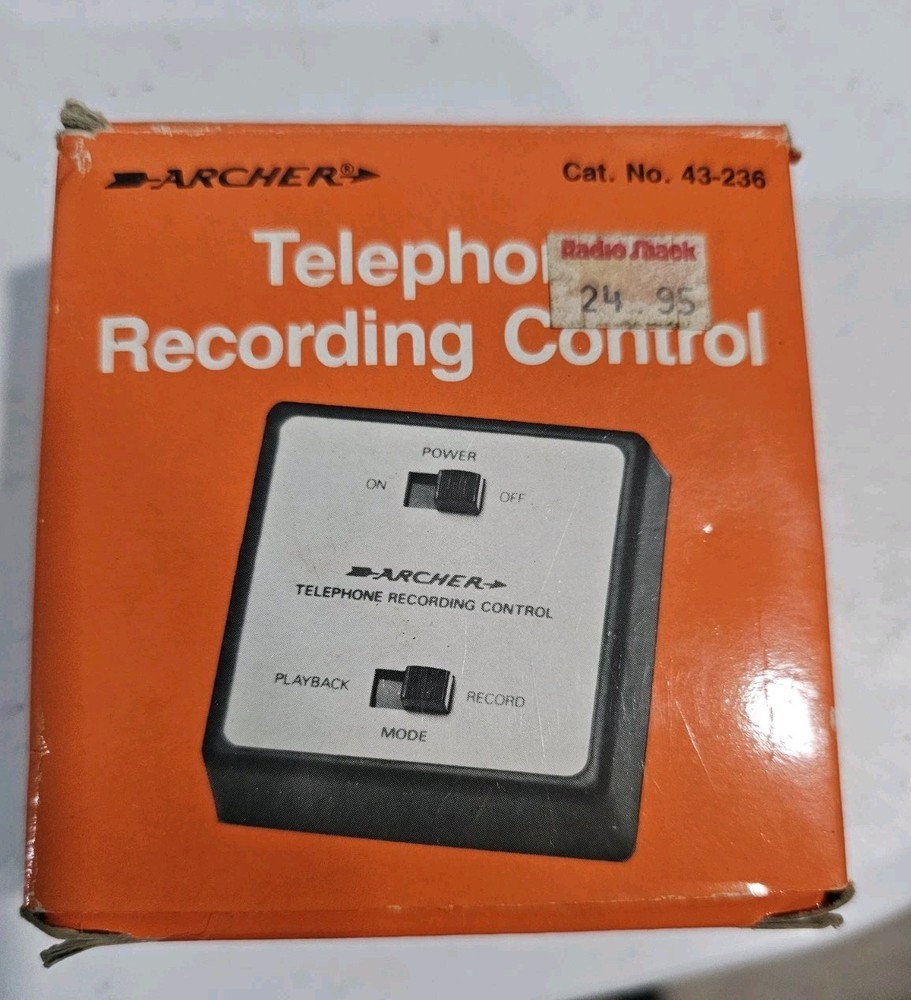 ARCHER®
Cat. No. 43-236
Telepho
Radio Shack
24 95
Recording Control
POWER
ON
OFF
ARCHER
TELEPHONE RECORDING CONTROL
PLAYBACK
RECORD
MODE